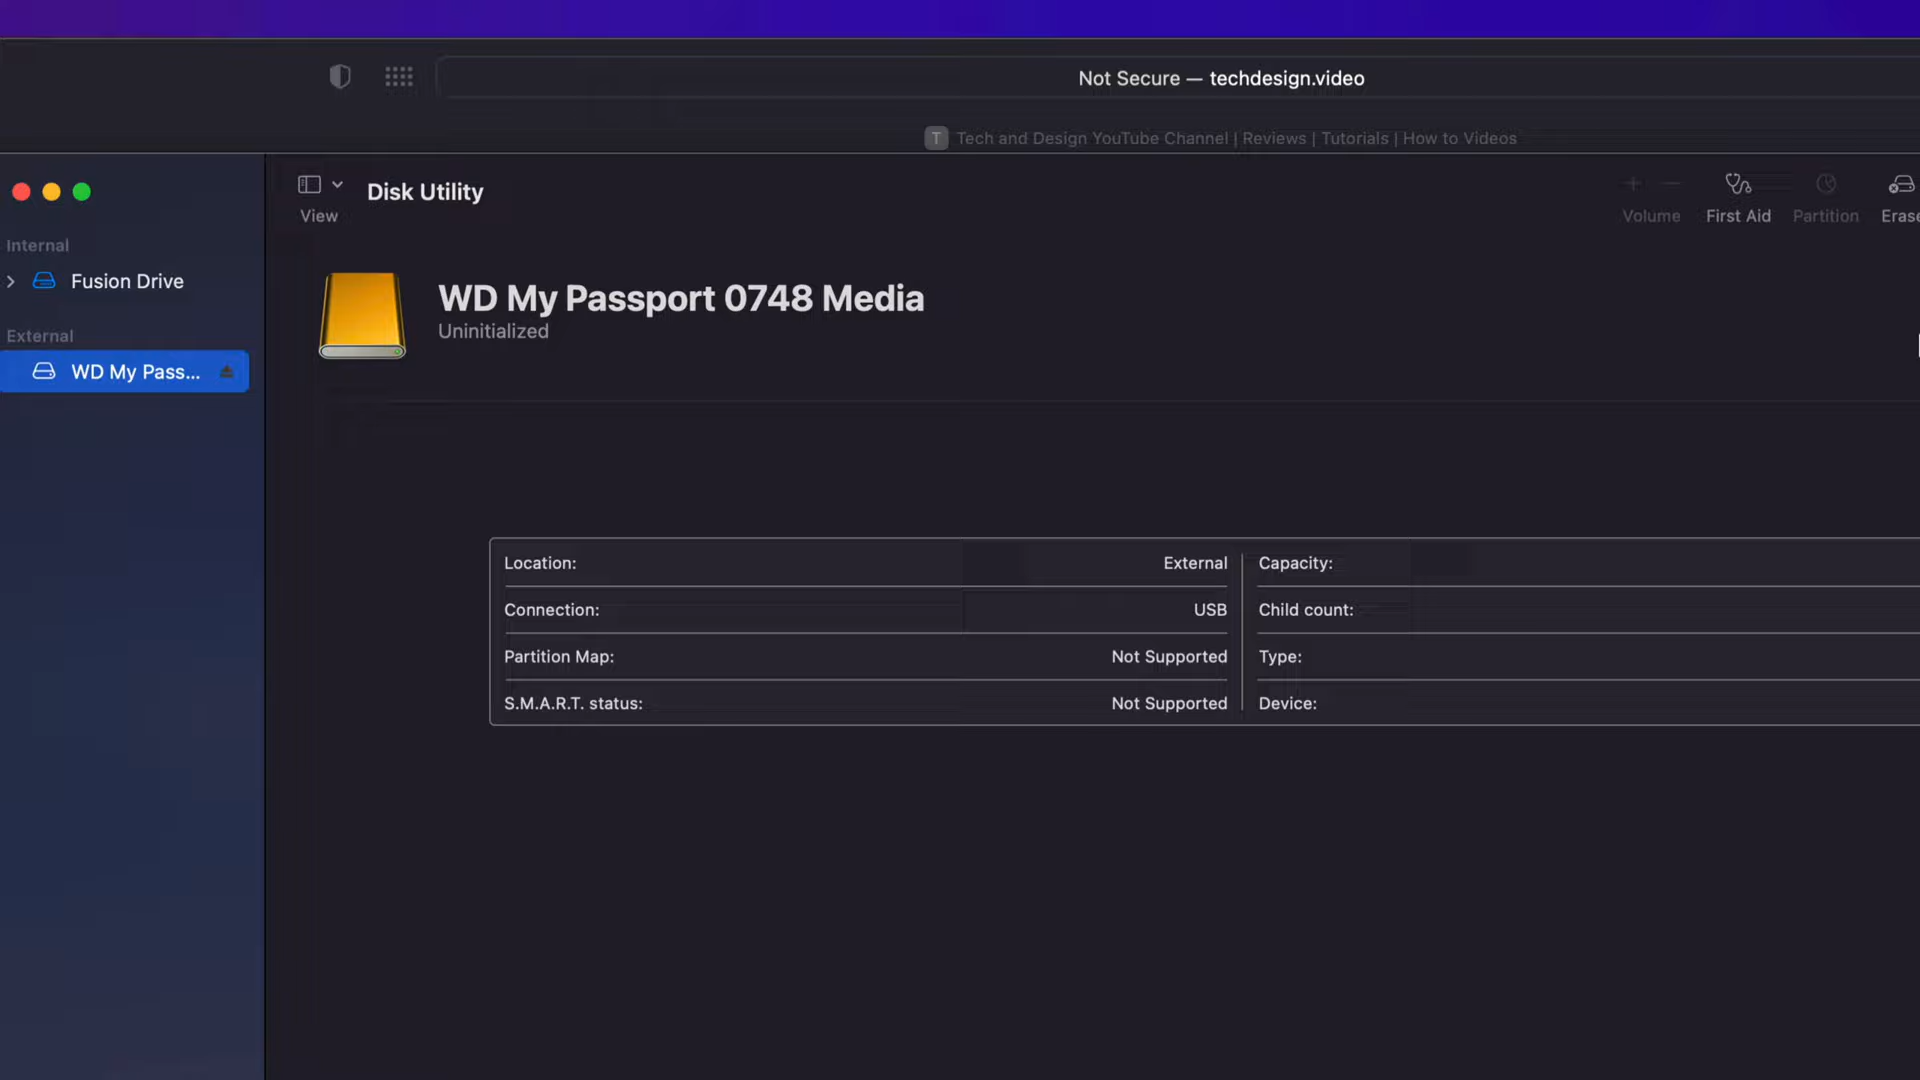 Not Secure — techdesign.video
T Tech and Design YouTube Channel | Reviews | Tutorials | How to Videos
View
Disk Utility
Volume
First Aid
Partition
Erase
Internal
Fusion Drive
External
WD My Pass...
WD My Passport 0748 Media
Uninitialized
Location: External
Capacity:
Connection: USB
Child count:
Partition Map: Not Supported
Type:
S.M.A.R.T. status: Not Supported
Device: